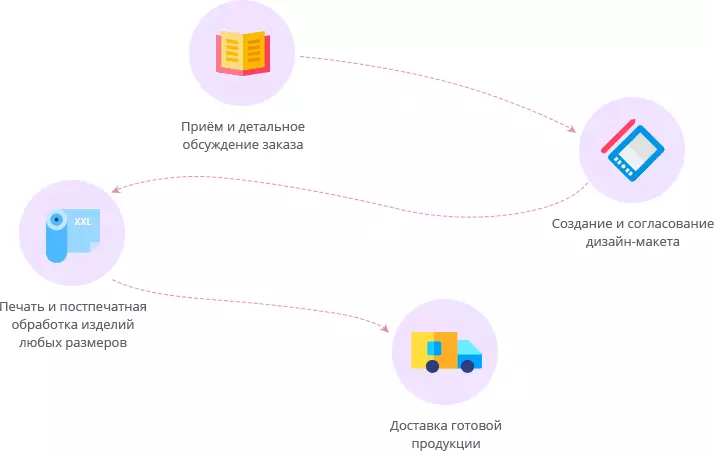 Приём и детальное
обсуждение заказа
Создание и согласование
дизайн-макета
XXL
Печать и постпечатная
обработка изделий
любых размеров
Доставка готовой
продукции